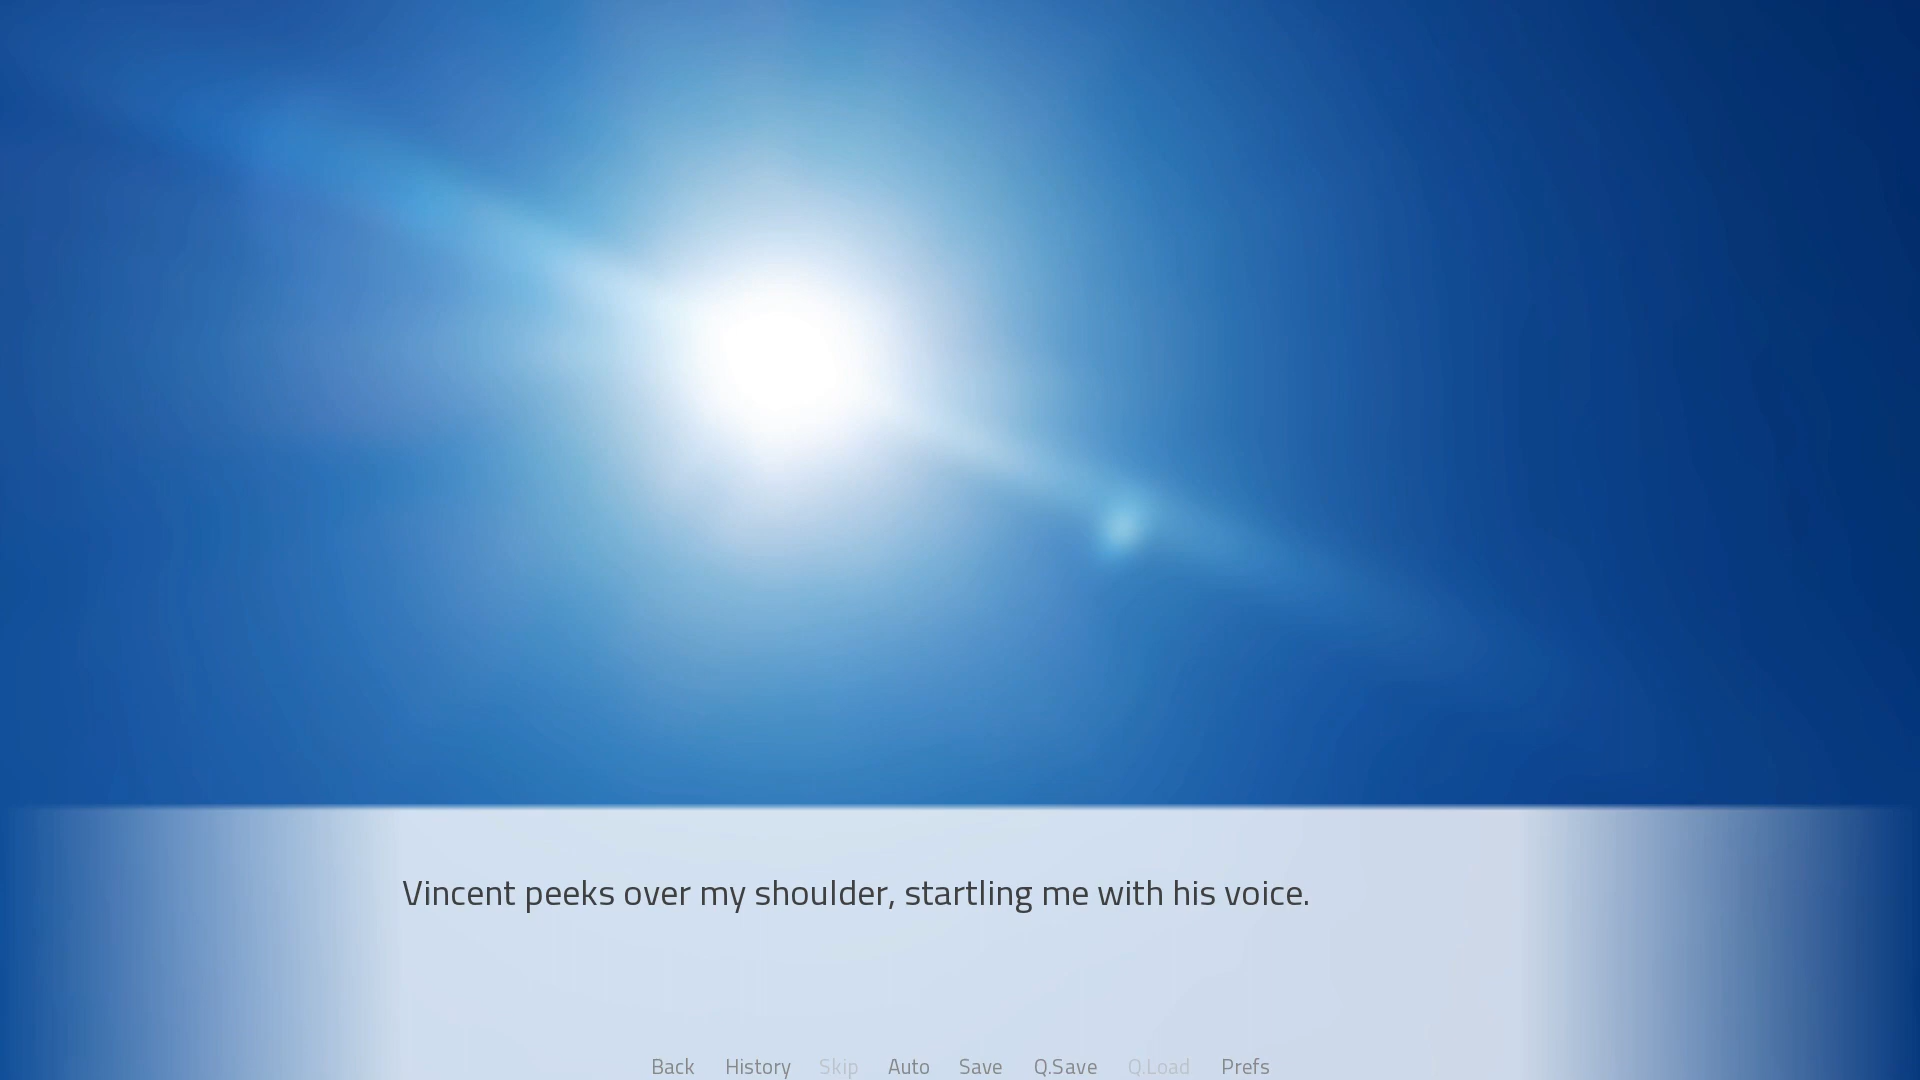 Vincent peeks over my shoulder, startling me with his voice.
Back History Skip Auto Save Q.Save Q.Load Prefs